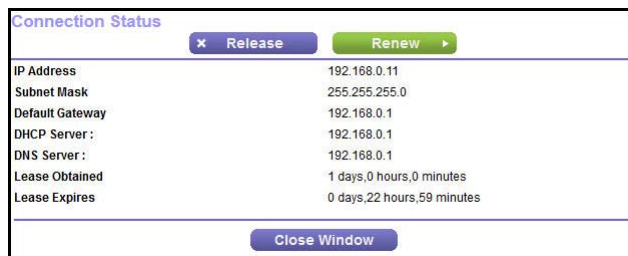 Connection Status
× Release Renew ▸
IP Address 192.168.0.11
Subnet Mask 255.255.255.0
Default Gateway 192.168.0.1
DHCP Server : 192.168.0.1
DNS Server : 192.168.0.1
Lease Obtained 1 days,0 hours,0 minutes
Lease Expires 0 days,22 hours,59 minutes
Close Window